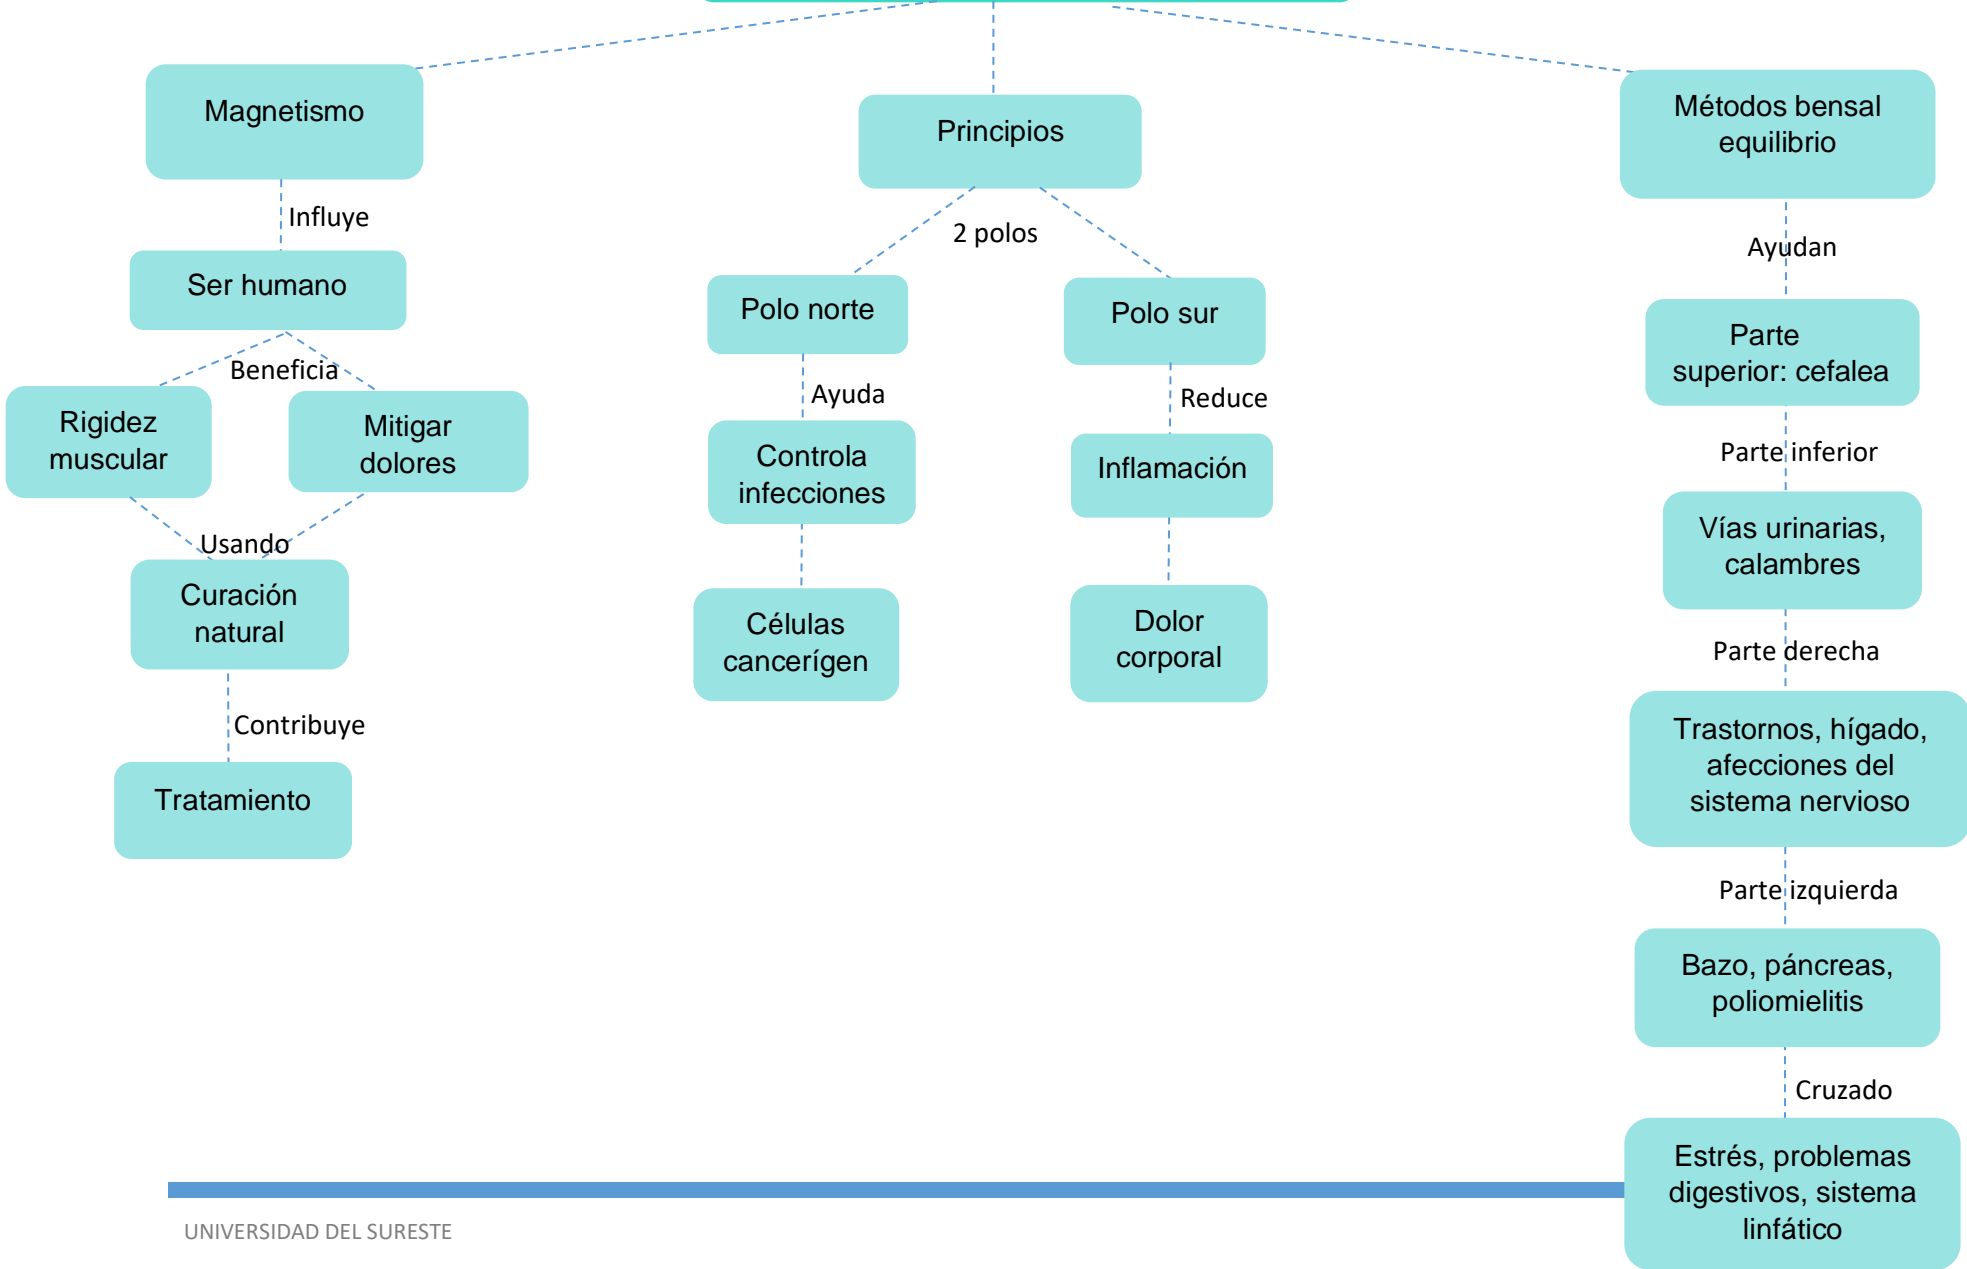 Magnetismo
Influye
Ser humano
Beneficia
Rigidez
muscular
Mitigar
dolores
Usando
Curación
natural
Contribuye
Tratamiento
Principios
2 polos
Polo norte
Ayuda
Controla
infecciones
Células
cancerígen
Polo sur
Reduce
Inflamación
Dolor
corporal
Métodos bensal
equilibrio
Ayudan
Parte
superior: cefalea
Parte inferior
Vías urinarias,
calambres
Parte derecha
Trastornos, hígado,
afecciones del
sistema nervioso
Parte izquierda
Bazo, páncreas,
poliomielitis
Cruzado
Estrés, problemas
digestivos, sistema
linfático
UNIVERSIDAD DEL SURESTE